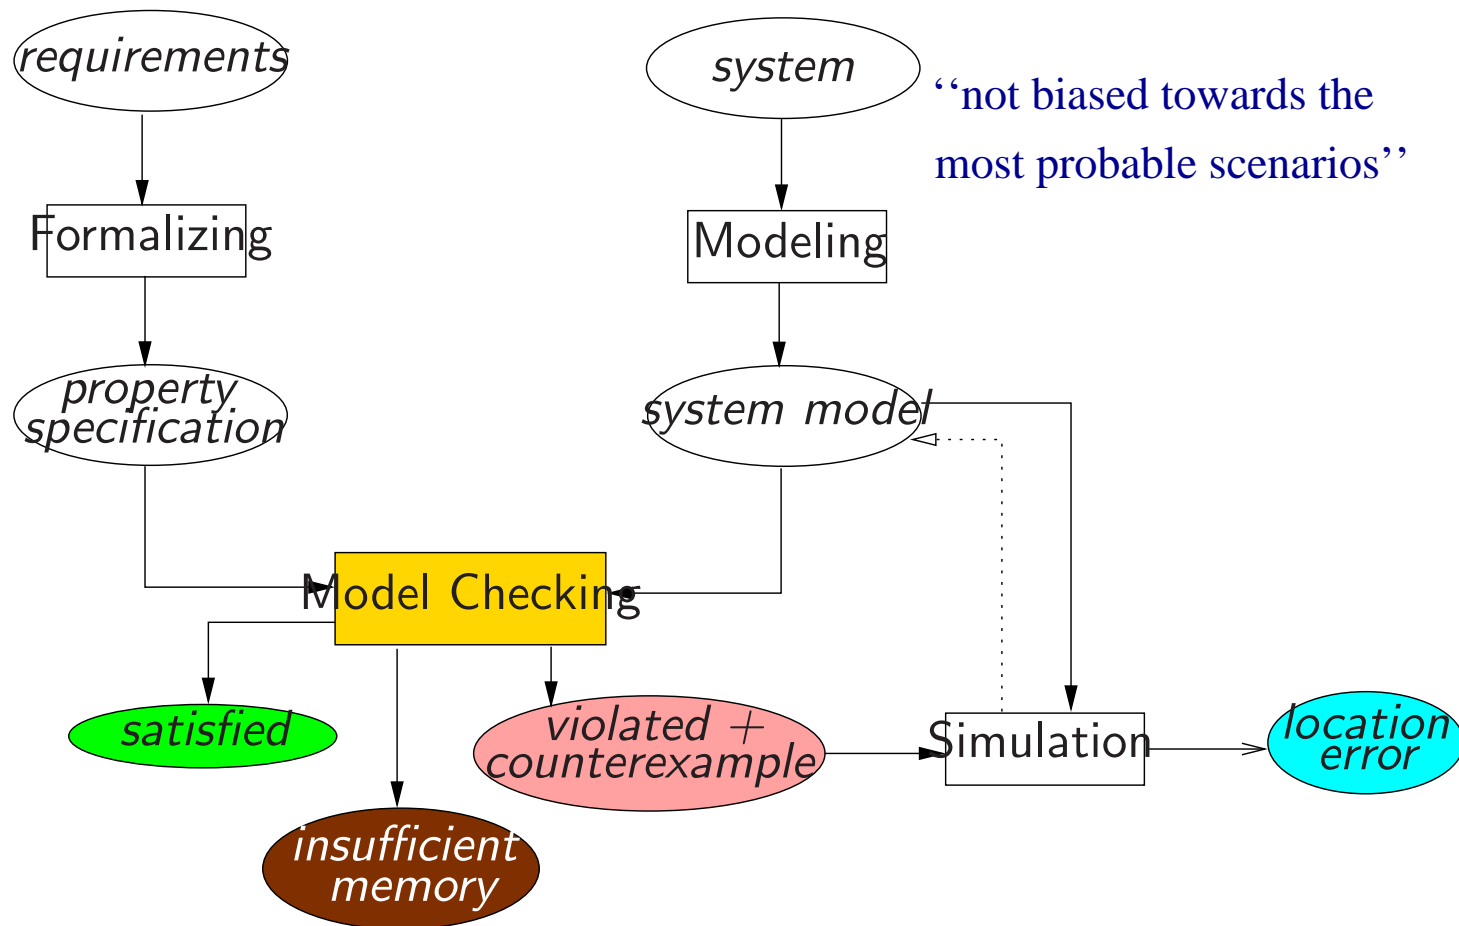 requirements
system
‘‘not biased towards the
most probable scenarios’’
Formalizing
Modeling
property
specification
system model
Model Checking
satisfied
violated +
counterexample
Simulation
location
error
insufficient
memory